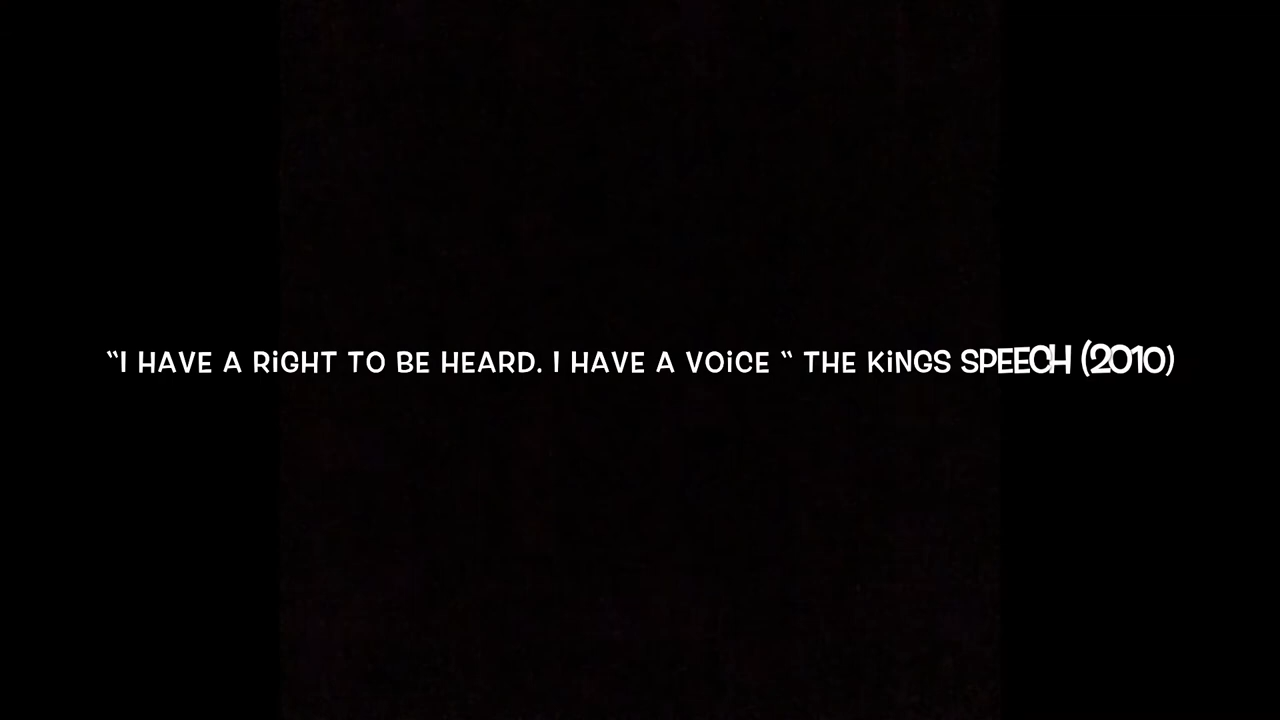 “I HAVE A RiGHT TO BE HEARD. I HAVE A VOiCE “ THE KiNGS SPEECH (2010)